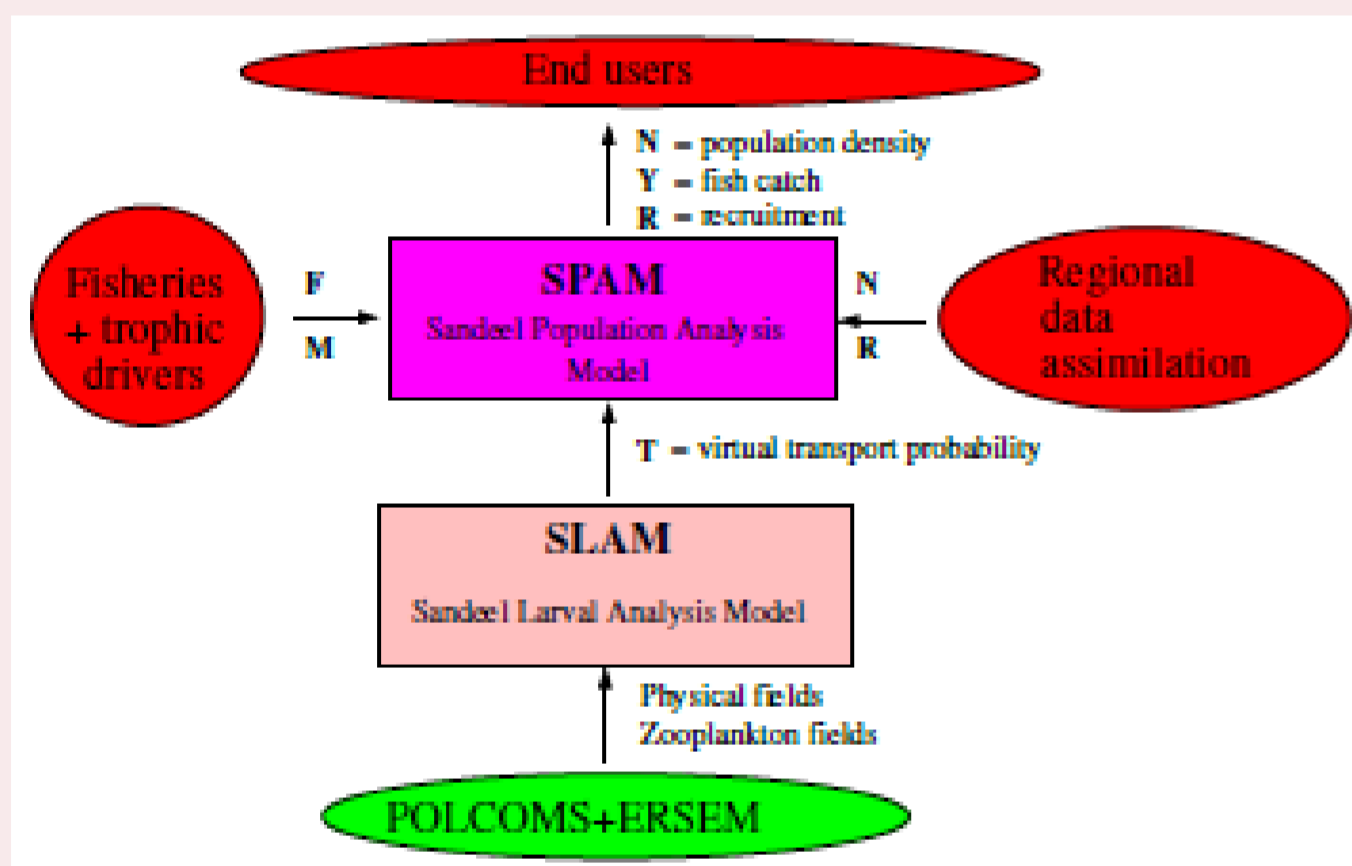 End users
N = population density
Y = fish catch
R = recruitment
Fisheries
+ trophic
drivers
F
M
SPAM
Sandeel Population Analysis
Model
N
R
Regional
data
assimilation
T = virtual transport probability
SLAM
Sandeel Larval Analysis Model
Physical fields
Zooplankton fields
POLCOMS+ERSEM